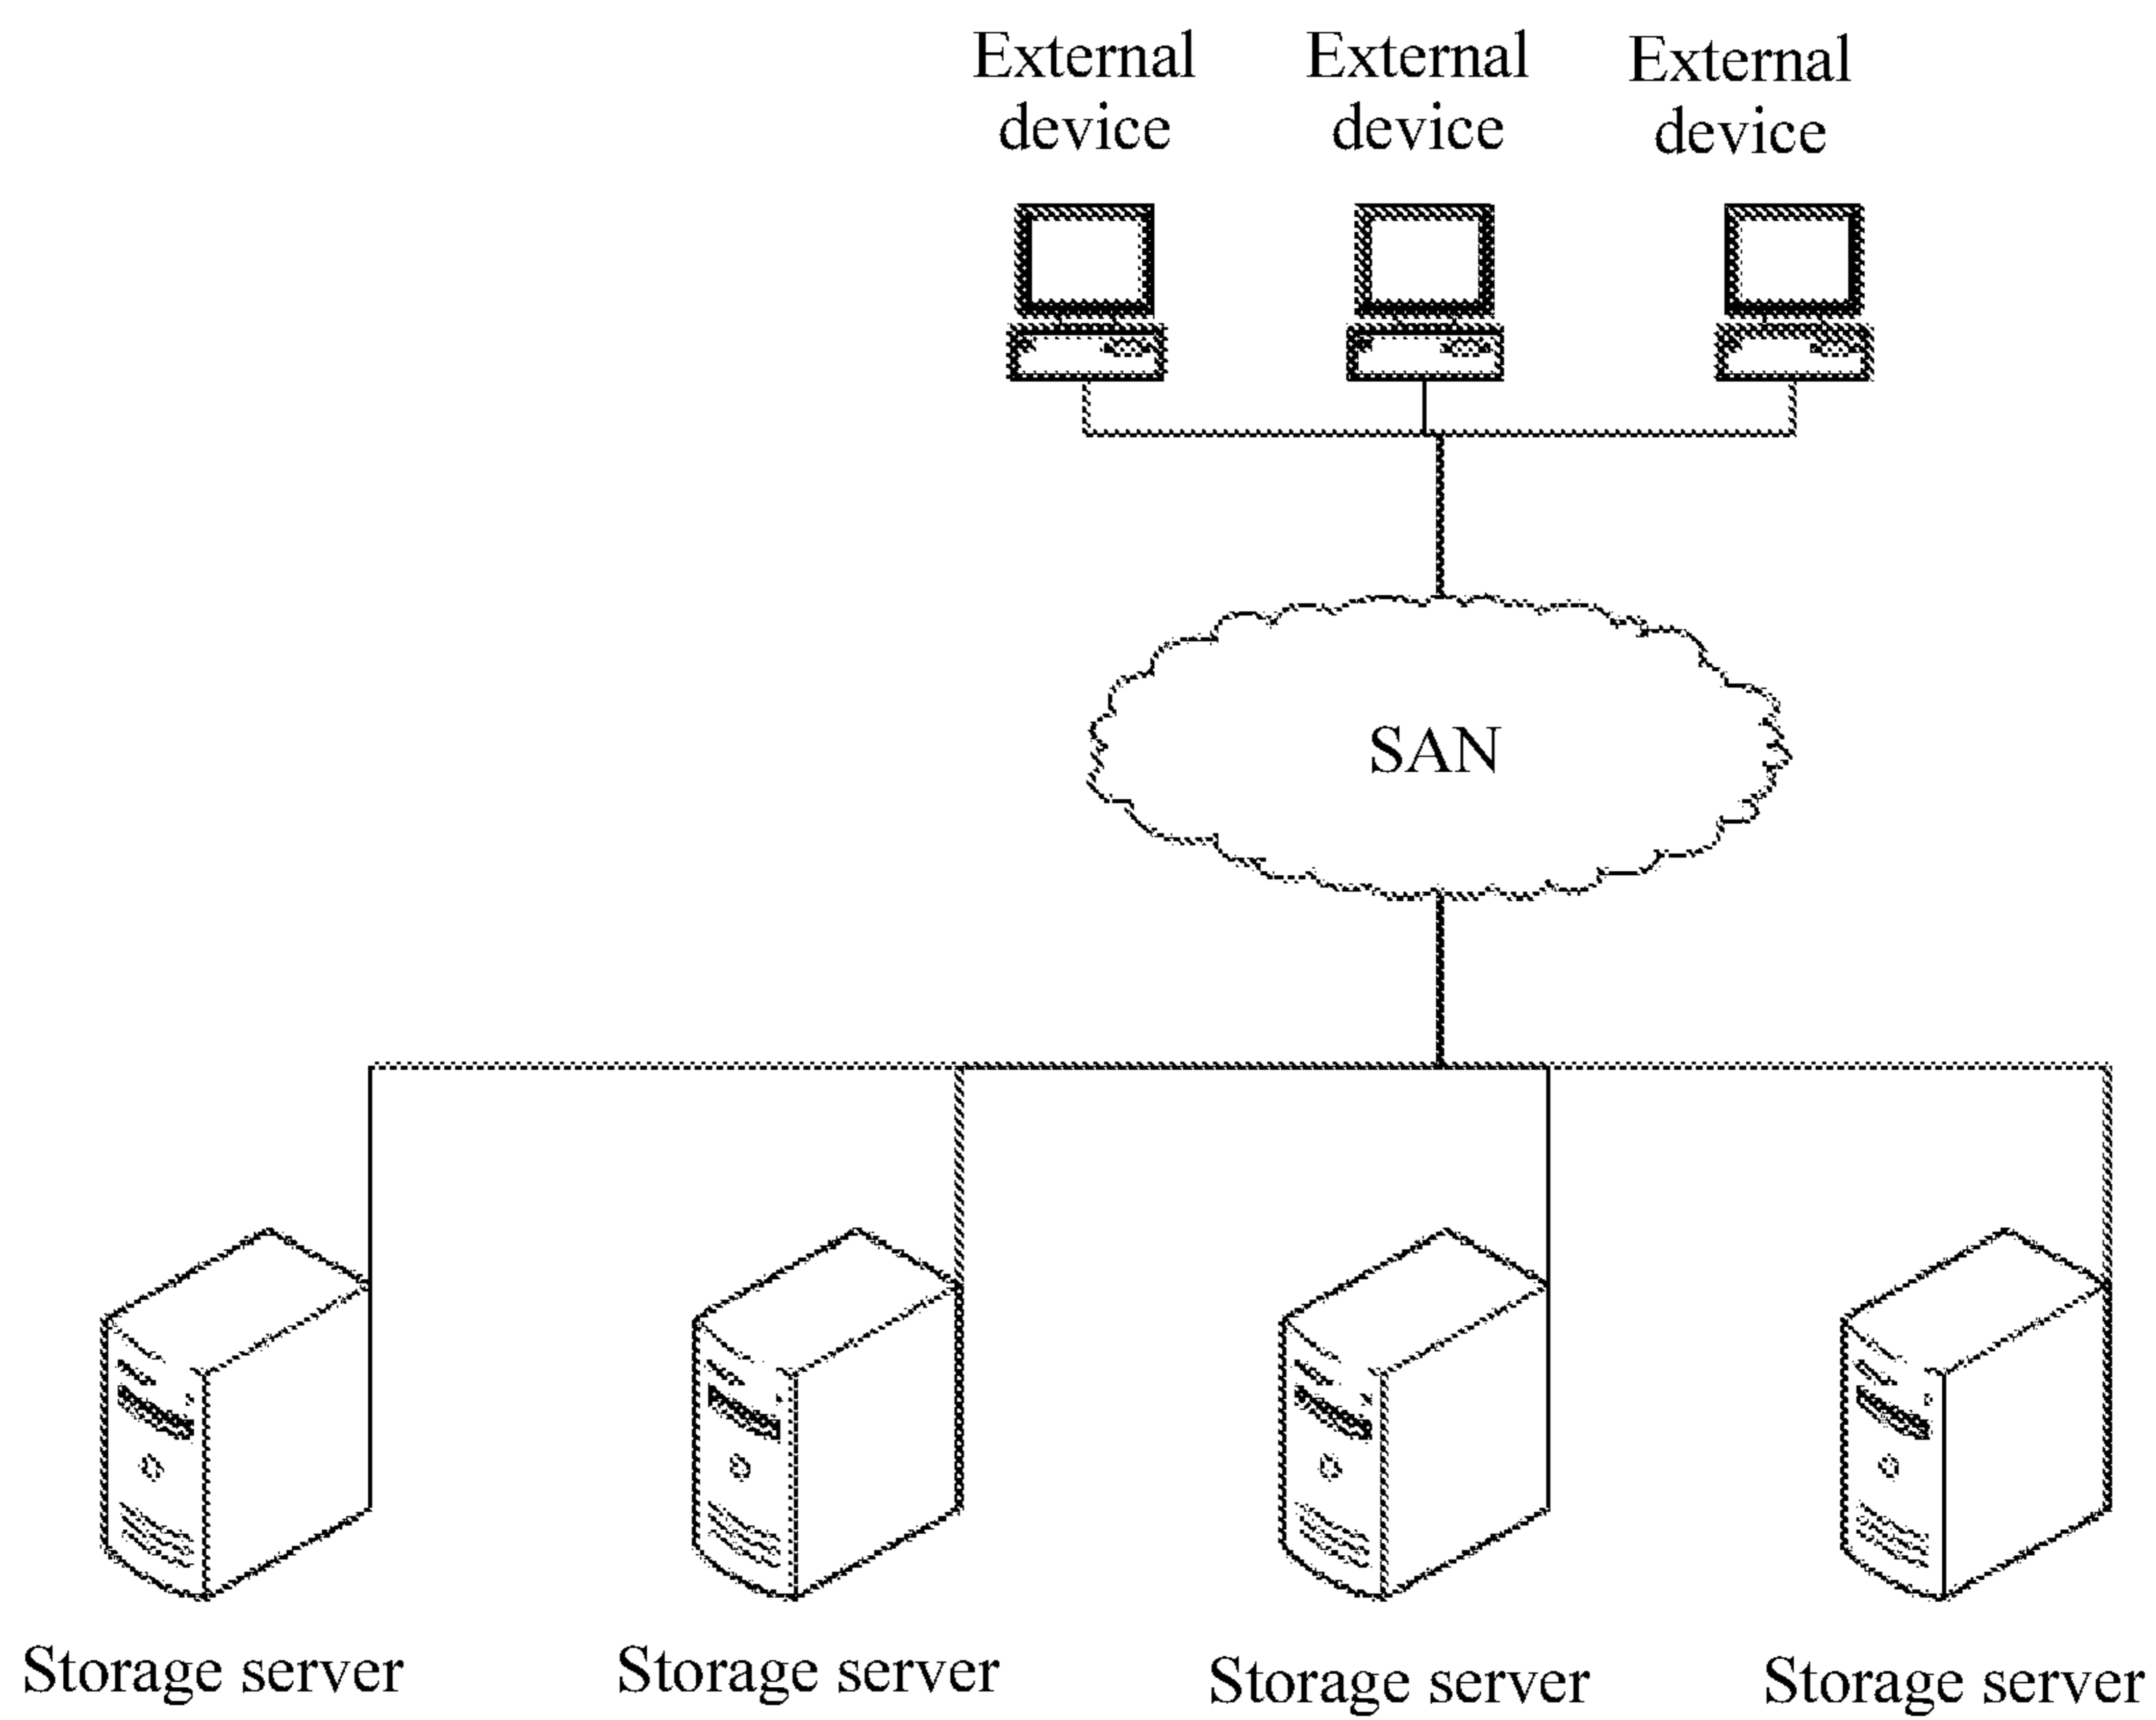 External
device
External
device
External
device
SAN
Storage server
Storage server
Storage server
Storage server